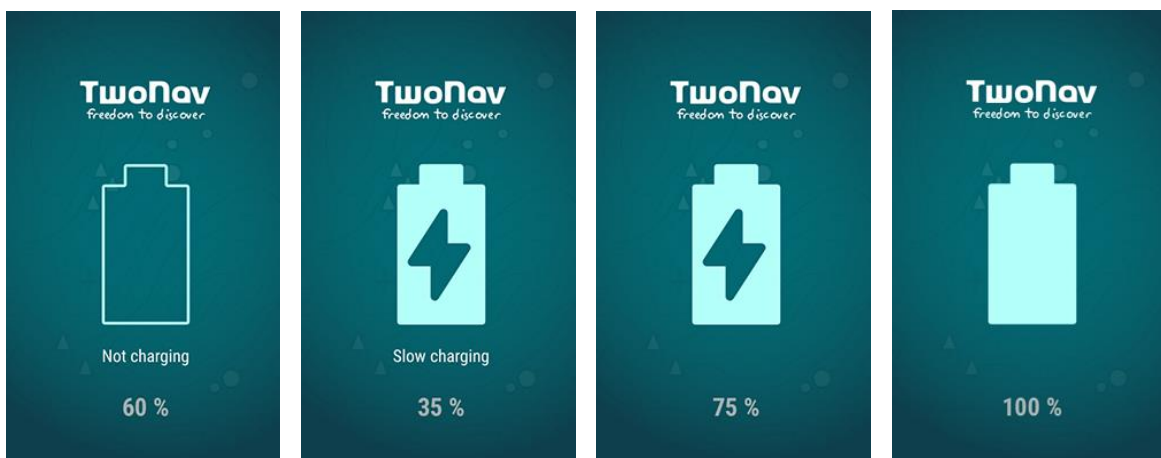 TwoNav
freedom to discover
Not charging
60 %
TwoNav
freedom to discover
Slow charging
35 %
TwoNav
freedom to discover
75 %
TwoNav
freedom to discover
100 %